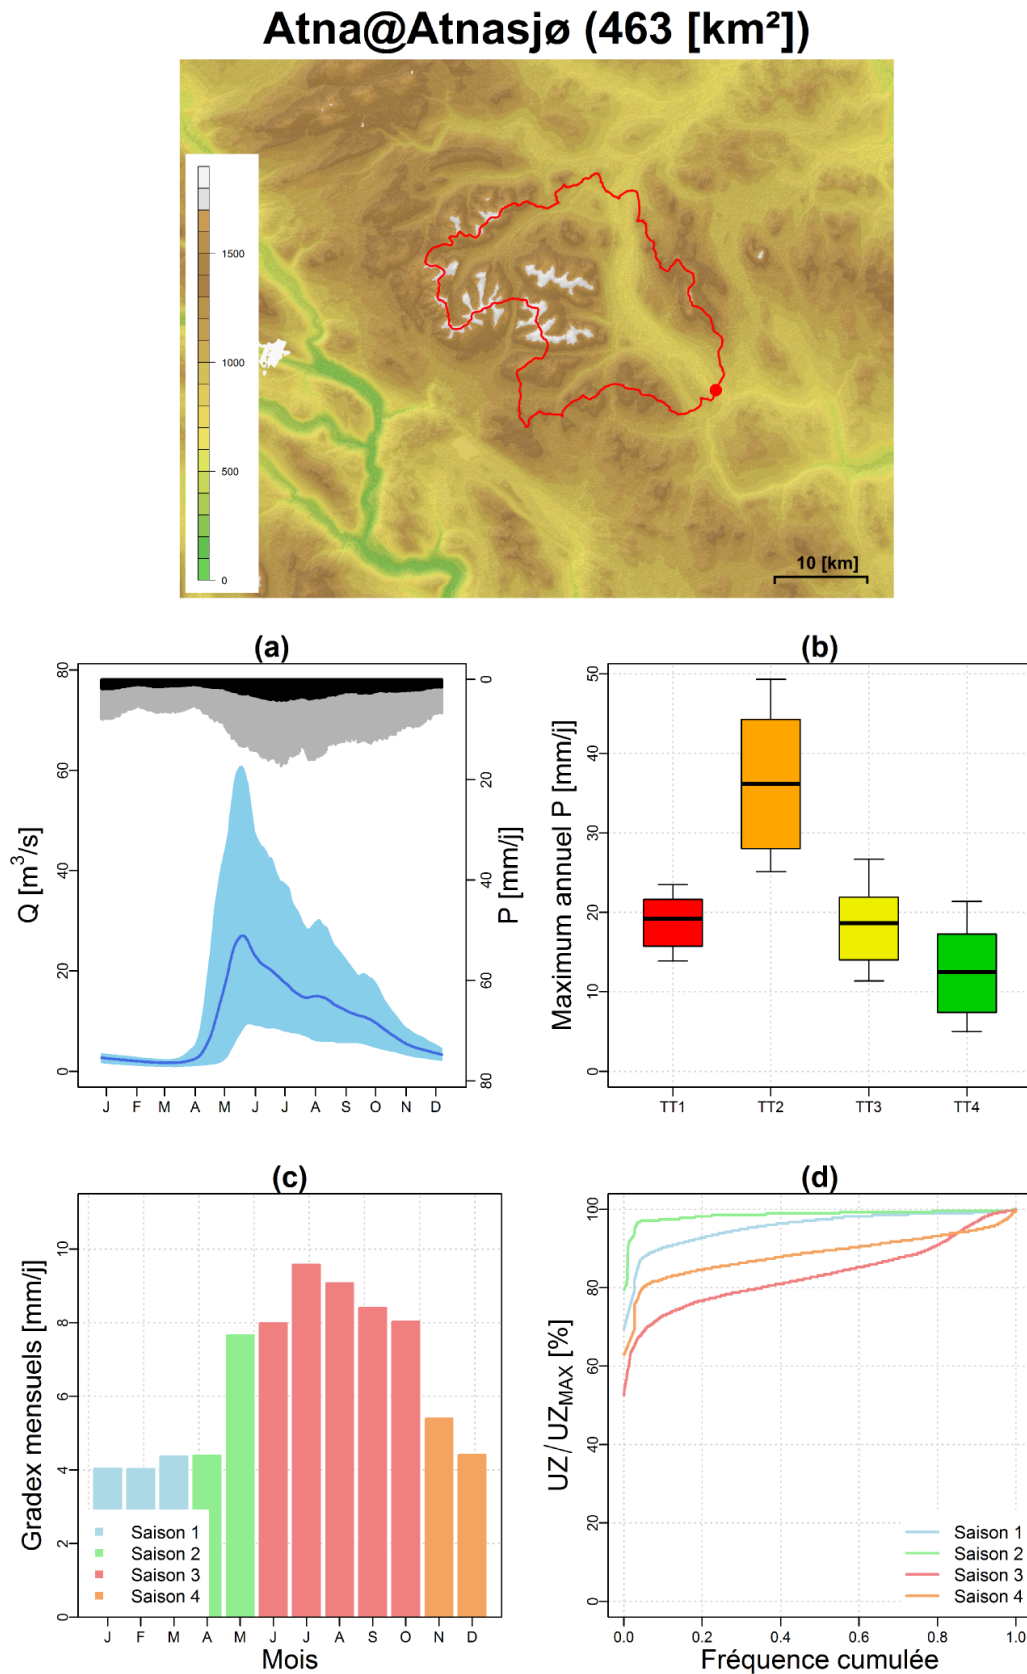 Atna@Atnasjø (463 [km²])
1500
1000
500
0
10 [km]
(a)
80
60
40
20
0
Q [m³/s]
0
20
40
60
80
P [mm/j]
J F M A M J J A S O N D
(b)
50
40
30
20
10
0
Maximum annuel P [mm/j]
TT1 TT2 TT3 TT4
(c)
10
8
6
4
2
0
Gradex mensuels [mm/j]
Saison 1
Saison 2
Saison 3
Saison 4
J F M A M J J A S O N D
Mois
(d)
100
80
60
40
20
0
UZ/UZMAX [%]
Saison 1
Saison 2
Saison 3
Saison 4
0.0 0.2 0.4 0.6 0.8 1.0
Fréquence cumulée